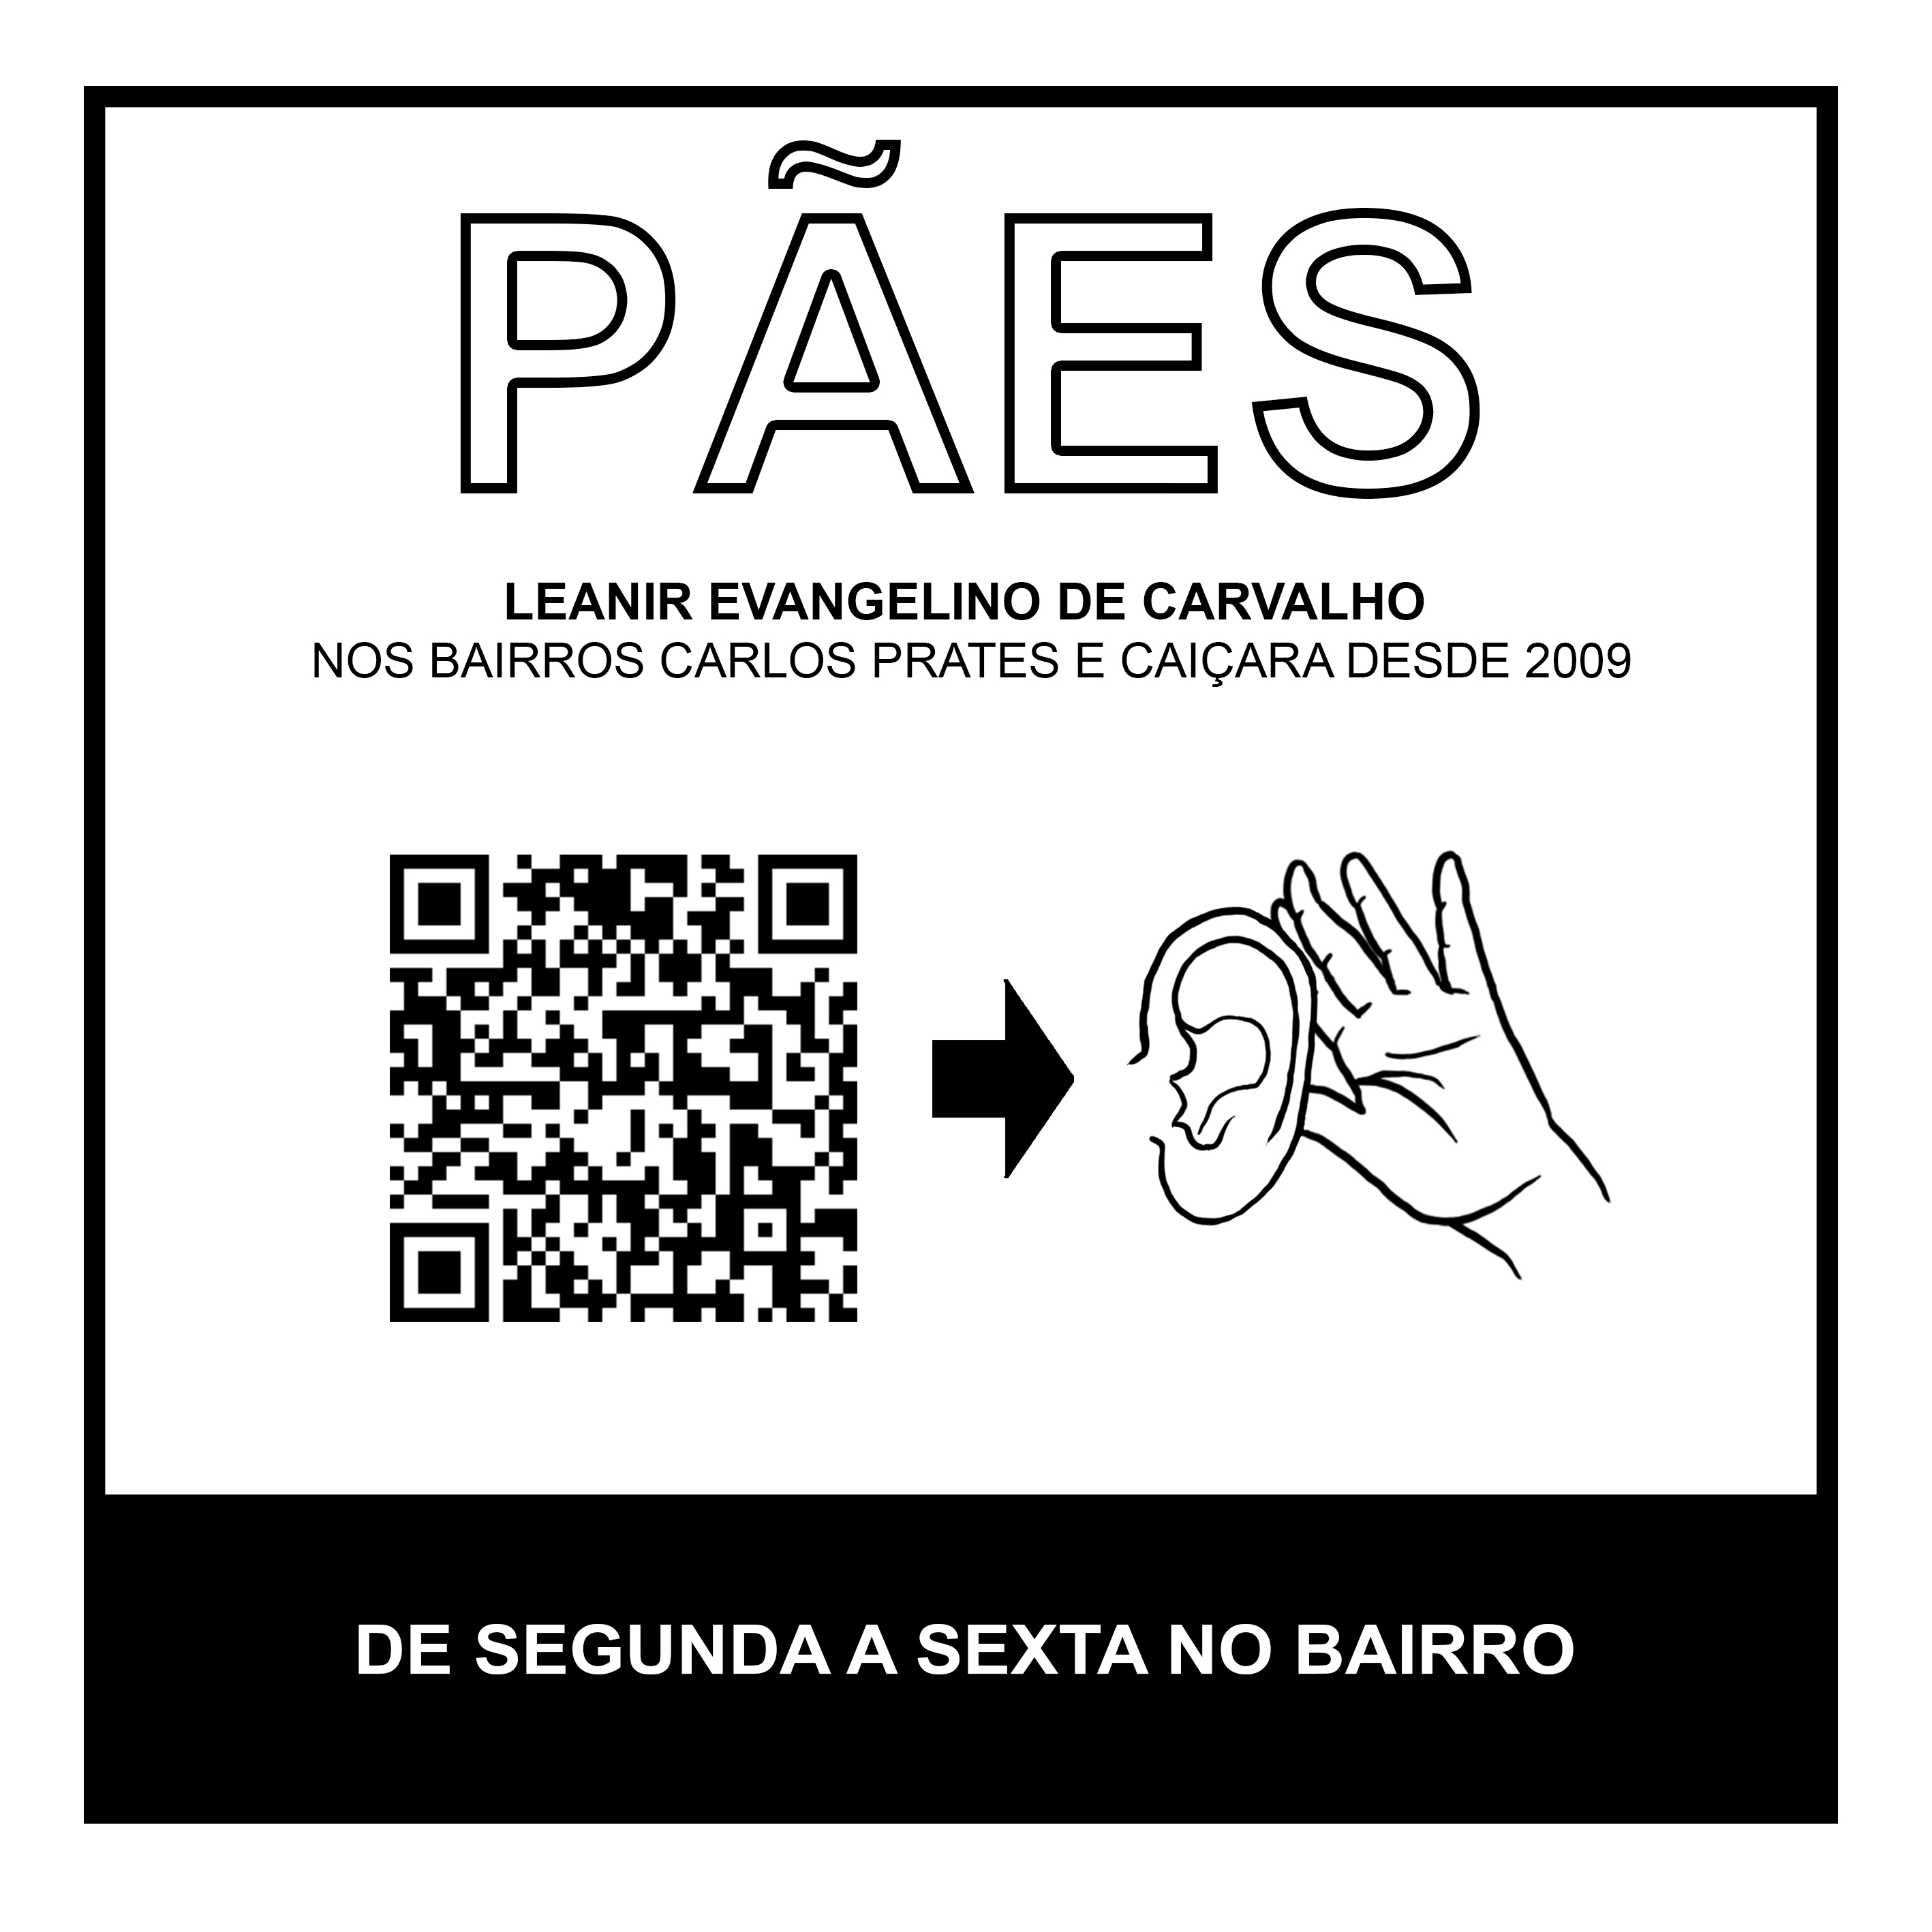 PÃES
LEANIR EVANGELINO DE CARVALHO
NOS BAIRROS CARLOS PRATES E CAIÇARA DESDE 2009
DE SEGUNDA A SEXTA NO BAIRRO